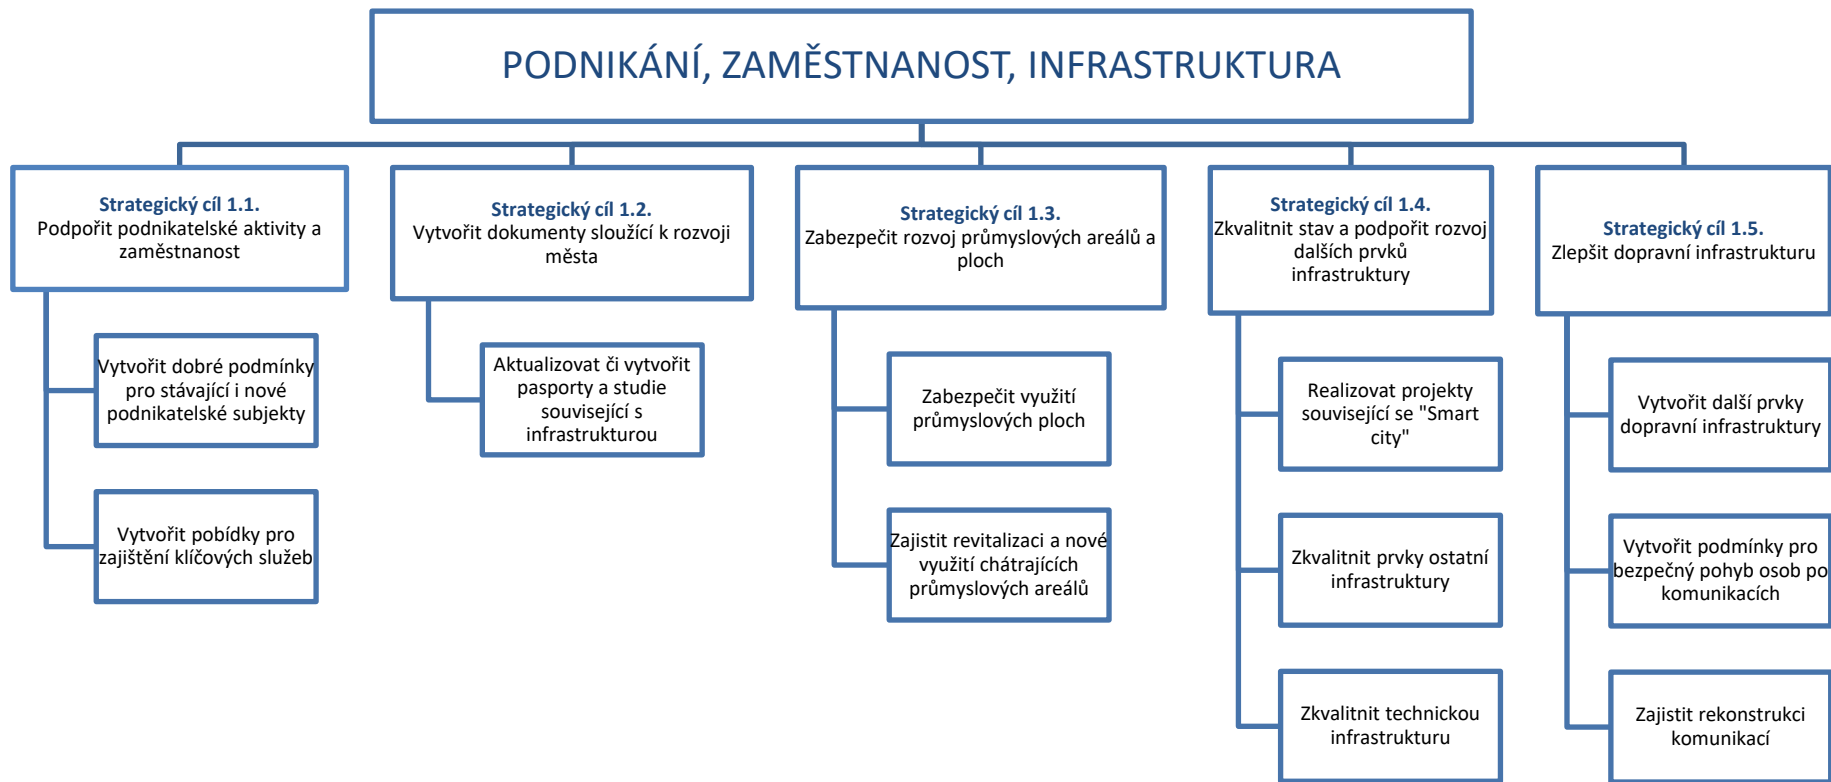 PODNIKÁNÍ, ZAMĚSTNANOST, INFRASTRUKTURA
Strategický cíl 1.1.
Podpořit podnikatelské aktivity a
zaměstnanost
Vytvořit dobré podmínky
pro stávající i nové
podnikatelské subjekty
Vytvořit pobídky pro
zajištění klíčových služeb
Strategický cíl 1.2.
Vytvořit dokumenty sloužící k rozvoji
města
Aktualizovat či vytvořit
pasporty a studie
související s
infrastrukturou
Strategický cíl 1.3.
Zabezpečit rozvoj průmyslových areálů a
ploch
Zabezpečit využití
průmyslových ploch
Zajistit revitalizaci a nové
využití chátrajících
průmyslových areálů
Strategický cíl 1.4.
Zkvalitnit stav a podpořit rozvoj
dalších prvků
infrastruktury
Realizovat projekty
související se "Smart
city"
Zkvalitnit prvky ostatní
infrastruktury
Zkvalitnit technickou
infrastrukturu
Strategický cíl 1.5.
Zlepšit dopravní infrastrukturu
Vytvořit další prvky
dopravní infrastruktury
Vytvořit podmínky pro
bezpečný pohyb osob po
komunikacích
Zajistit rekonstrukci
komunikací